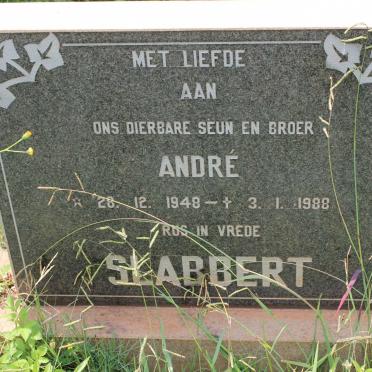 MET LIEFDE
AAN
ONS DIERBARE SEUN EN BROER
ANDRÉ
☆ 28. 12. 1948 – † 3. 1. 1988
RUS IN VREDE
SLABBERT